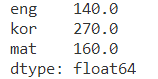 eng    140.0
kor    270.0
mat    160.0
dtype: float64